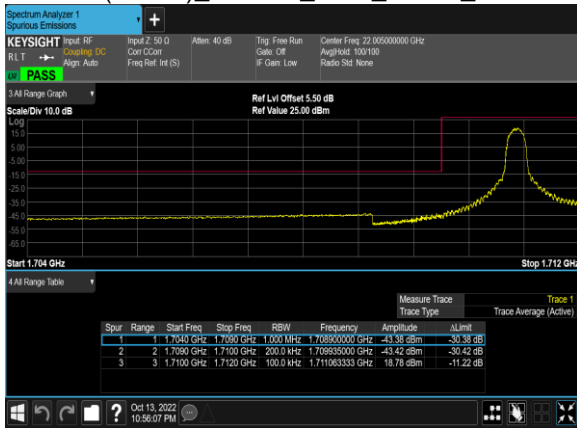 Spectrum Analyzer 1
Spurious Emissions
KEYSIGHT Input: RF
Coupling: DC
Align: Auto
RLT
Input Z: 50 Ω
Corr CCorr
Freq Ref: Int (S)
Atten: 40 dB
Trig: Free Run
Gate: Off
IF Gain: Low
Center Freq: 22.005000000 GHz
Avg|Hold: 100/100
Radio Std: None
PASS
3 All Range Graph
Scale/Div 10.0 dB
Ref Lvl Offset 5.50 dB
Ref Value 25.00 dBm
Log
15.0
5.00
-5.00
-15.0
-25.0
-35.0
-45.0
-55.0
-65.0
Start 1.704 GHz
Stop 1.712 GHz
4 All Range Table
Measure Trace Trace 1
Trace Type Trace Average (Active)
Spur Range Start Freq Stop Freq RBW Frequency Amplitude ΔLimit
1 1 1.7040 GHz 1.7090 GHz 1.000 MHz 1.708900000 GHz -43.38 dBm -30.38 dB
2 2 1.7090 GHz 1.7100 GHz 200.0 kHz 1.709935000 GHz -43.42 dBm -30.42 dB
3 3 1.7100 GHz 1.7120 GHz 100.0 kHz 1.711063333 GHz 18.78 dBm -11.22 dB
?
Oct 13, 2022
10:56:07 PM